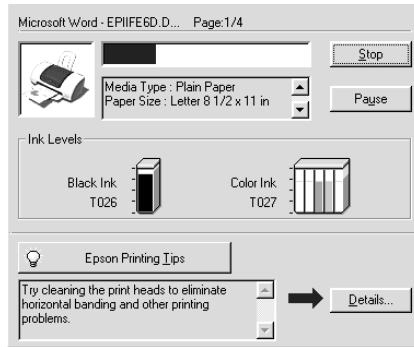 Microsoft Word - EPIIFE6D.D... Page:1/4
Stop
Media Type : Plain Paper
Paper Size : Letter 8 1/2 x 11 in
Pause
Ink Levels
Black Ink
T026
Color Ink
T027
Epson Printing Tips
Try cleaning the print heads to eliminate
horizontal banding and other printing
problems.
Details...